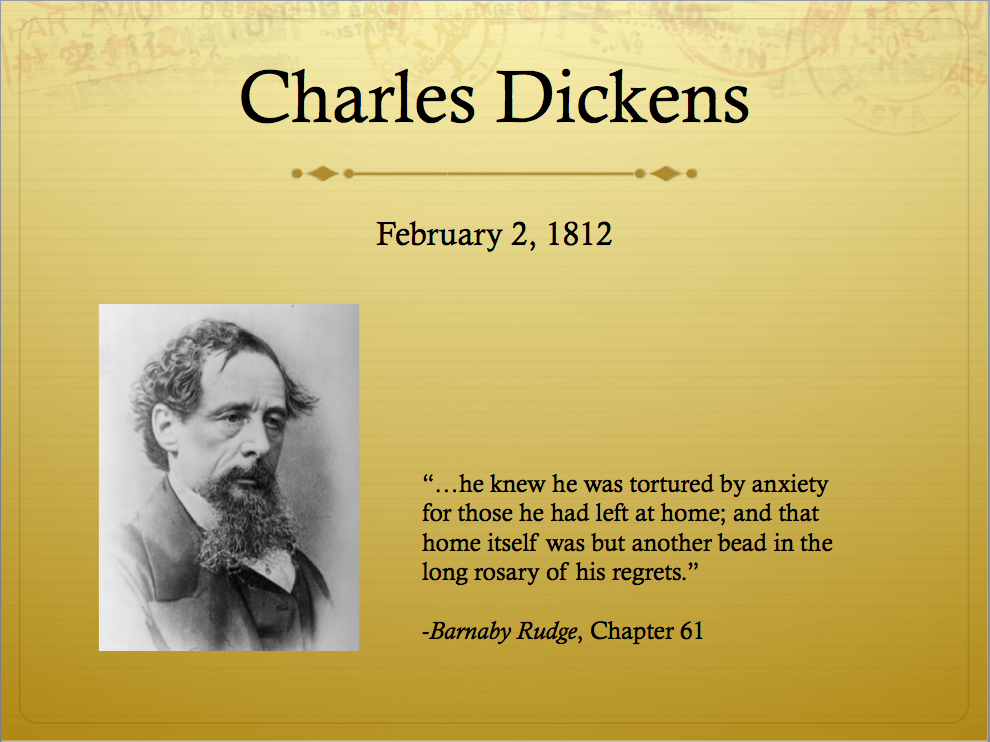 Charles Dickens
February 2, 1812
“…he knew he was tortured by anxiety
for those he had left at home; and that
home itself was but another bead in the
long rosary of his regrets.”
-Barnaby Rudge, Chapter 61